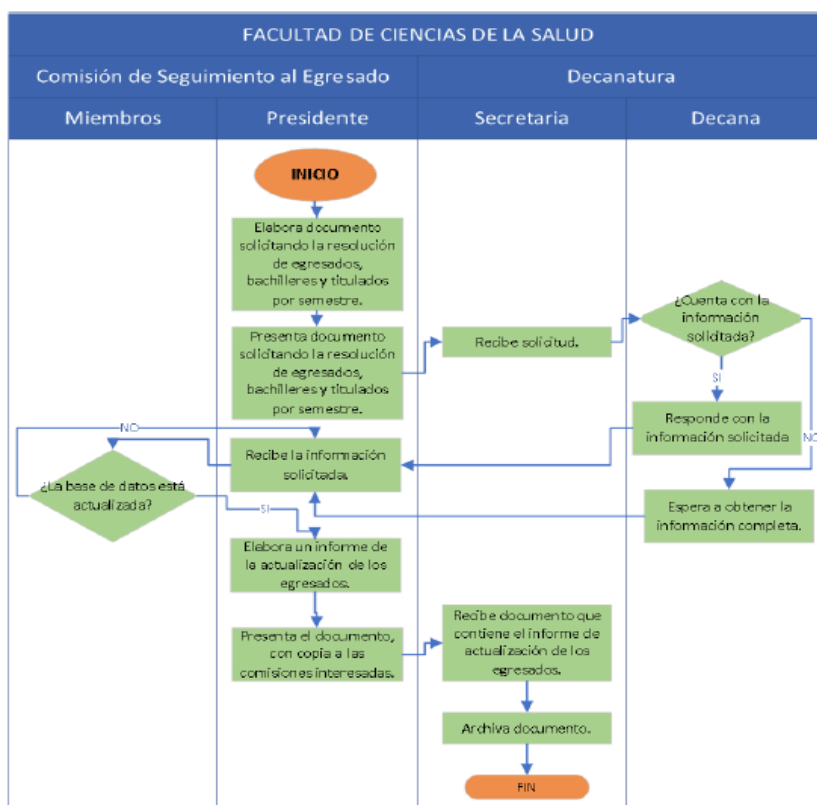 FACULTAD DE CIENCIAS DE LA SALUD
Comisión de Seguimiento al Egresado
Decanatura
Miembros
Presidente
Secretaria
Decana
INICIO
Elabora documento
solicitando la resolución
de egresados,
bachilleres y titulados
por semestre.
Presenta documento
solicitando la resolución
de egresados,
bachilleres y titulados
por semestre.
Recibe solicitud.
¿Cuenta con la
información
solicitada?
SI
NO
Responde con la
información solicitada
NO
Recibe la información
solicitada.
¿La base de datos está
actualizada?
SI
Espera a obtener la
información completa.
Elabora un informe de
la actualización de los
egresados.
Presenta el documento,
con copia a las
comisiones interesadas.
Recibe documento que
contiene el informe de
actualización de los
egresados.
Archiva documento.
FIN